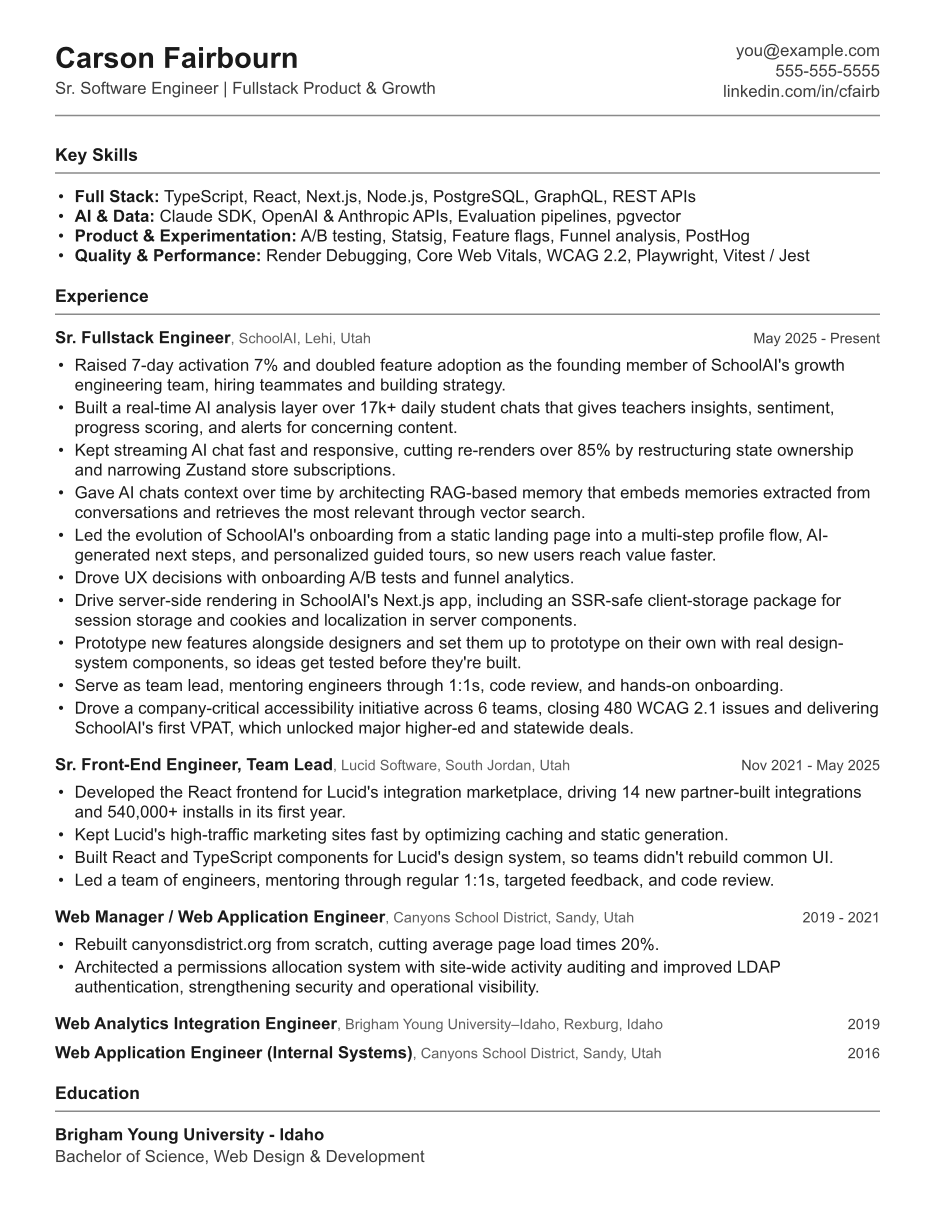 Carson Fairbourn
Sr. Software Engineer | Fullstack Product & Growth
you@example.com
555-555-5555
linkedin.com/in/cfairb
Key Skills
• Full Stack: TypeScript, React, Next.js, Node.js, PostgreSQL, GraphQL, REST APIs
• AI & Data: Claude SDK, OpenAI & Anthropic APIs, Evaluation pipelines, pgvector
• Product & Experimentation: A/B testing, Statsig, Feature flags, Funnel analysis, PostHog
• Quality & Performance: Render Debugging, Core Web Vitals, WCAG 2.2, Playwright, Vitest / Jest
Experience
Sr. Fullstack Engineer, SchoolAI, Lehi, Utah May 2025 - Present
• Raised 7-day activation 7% and doubled feature adoption as the founding member of SchoolAI's growth
engineering team, hiring teammates and building strategy.
• Built a real-time AI analysis layer over 17k+ daily student chats that gives teachers insights, sentiment,
progress scoring, and alerts for concerning content.
• Kept streaming AI chat fast and responsive, cutting re-renders over 85% by restructuring state ownership
and narrowing Zustand store subscriptions.
• Gave AI chats context over time by architecting RAG-based memory that embeds memories extracted from
conversations and retrieves the most relevant through vector search.
• Led the evolution of SchoolAI's onboarding from a static landing page into a multi-step profile flow, AI-
generated next steps, and personalized guided tours, so new users reach value faster.
• Drove UX decisions with onboarding A/B tests and funnel analytics.
• Drive server-side rendering in SchoolAI's Next.js app, including an SSR-safe client-storage package for
session storage and cookies and localization in server components.
• Prototype new features alongside designers and set them up to prototype on their own with real design-
system components, so ideas get tested before they're built.
• Serve as team lead, mentoring engineers through 1:1s, code review, and hands-on onboarding.
• Drove a company-critical accessibility initiative across 6 teams, closing 480 WCAG 2.1 issues and delivering
SchoolAI's first VPAT, which unlocked major higher-ed and statewide deals.
Sr. Front-End Engineer, Team Lead, Lucid Software, South Jordan, Utah Nov 2021 - May 2025
• Developed the React frontend for Lucid's integration marketplace, driving 14 new partner-built integrations
and 540,000+ installs in its first year.
• Kept Lucid's high-traffic marketing sites fast by optimizing caching and static generation.
• Built React and TypeScript components for Lucid's design system, so teams didn't rebuild common UI.
• Led a team of engineers, mentoring through regular 1:1s, targeted feedback, and code review.
Web Manager / Web Application Engineer, Canyons School District, Sandy, Utah 2019 - 2021
• Rebuilt canyonsdistrict.org from scratch, cutting average page load times 20%.
• Architected a permissions allocation system with site-wide activity auditing and improved LDAP
authentication, strengthening security and operational visibility.
Web Analytics Integration Engineer, Brigham Young University–Idaho, Rexburg, Idaho 2019
Web Application Engineer (Internal Systems), Canyons School District, Sandy, Utah 2016
Education
Brigham Young University - Idaho
Bachelor of Science, Web Design & Development